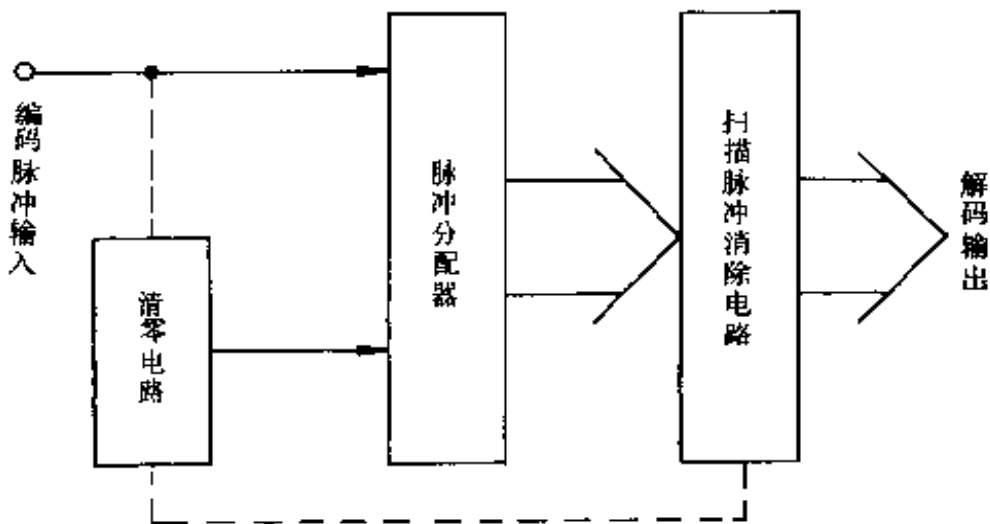 编码脉冲输入
清零电路
脉冲分配器
扫描脉冲消除电路
解码输出